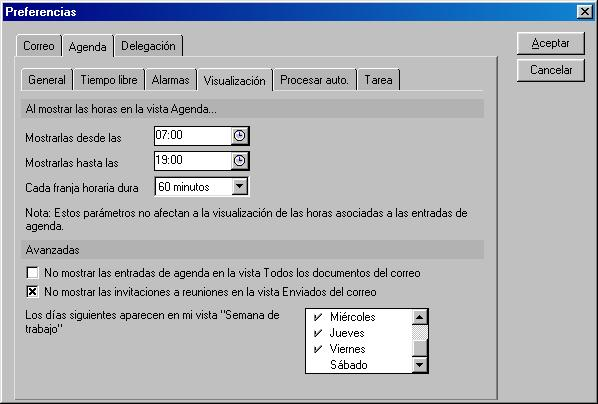 Preferencias
Correo
Agenda
Delegación
Aceptar
Cancelar
General
Tiempo libre
Alarmas
Visualización
Procesar auto.
Tarea
Al mostrar las horas en la vista Agenda...
Mostrarlas desde las 07:00
Mostrarlas hasta las 19:00
Cada franja horaria dura 60 minutos
Nota: Estos parámetros no afectan a la visualización de las horas asociadas a las entradas de
agenda.
Avanzadas
No mostrar las entradas de agenda en la vista Todos los documentos del correo
No mostrar las invitaciones a reuniones en la vista Enviados del correo
Los días siguientes aparecen en mi vista "Semana de
trabajo"
Miércoles
Jueves
Viernes
Sábado